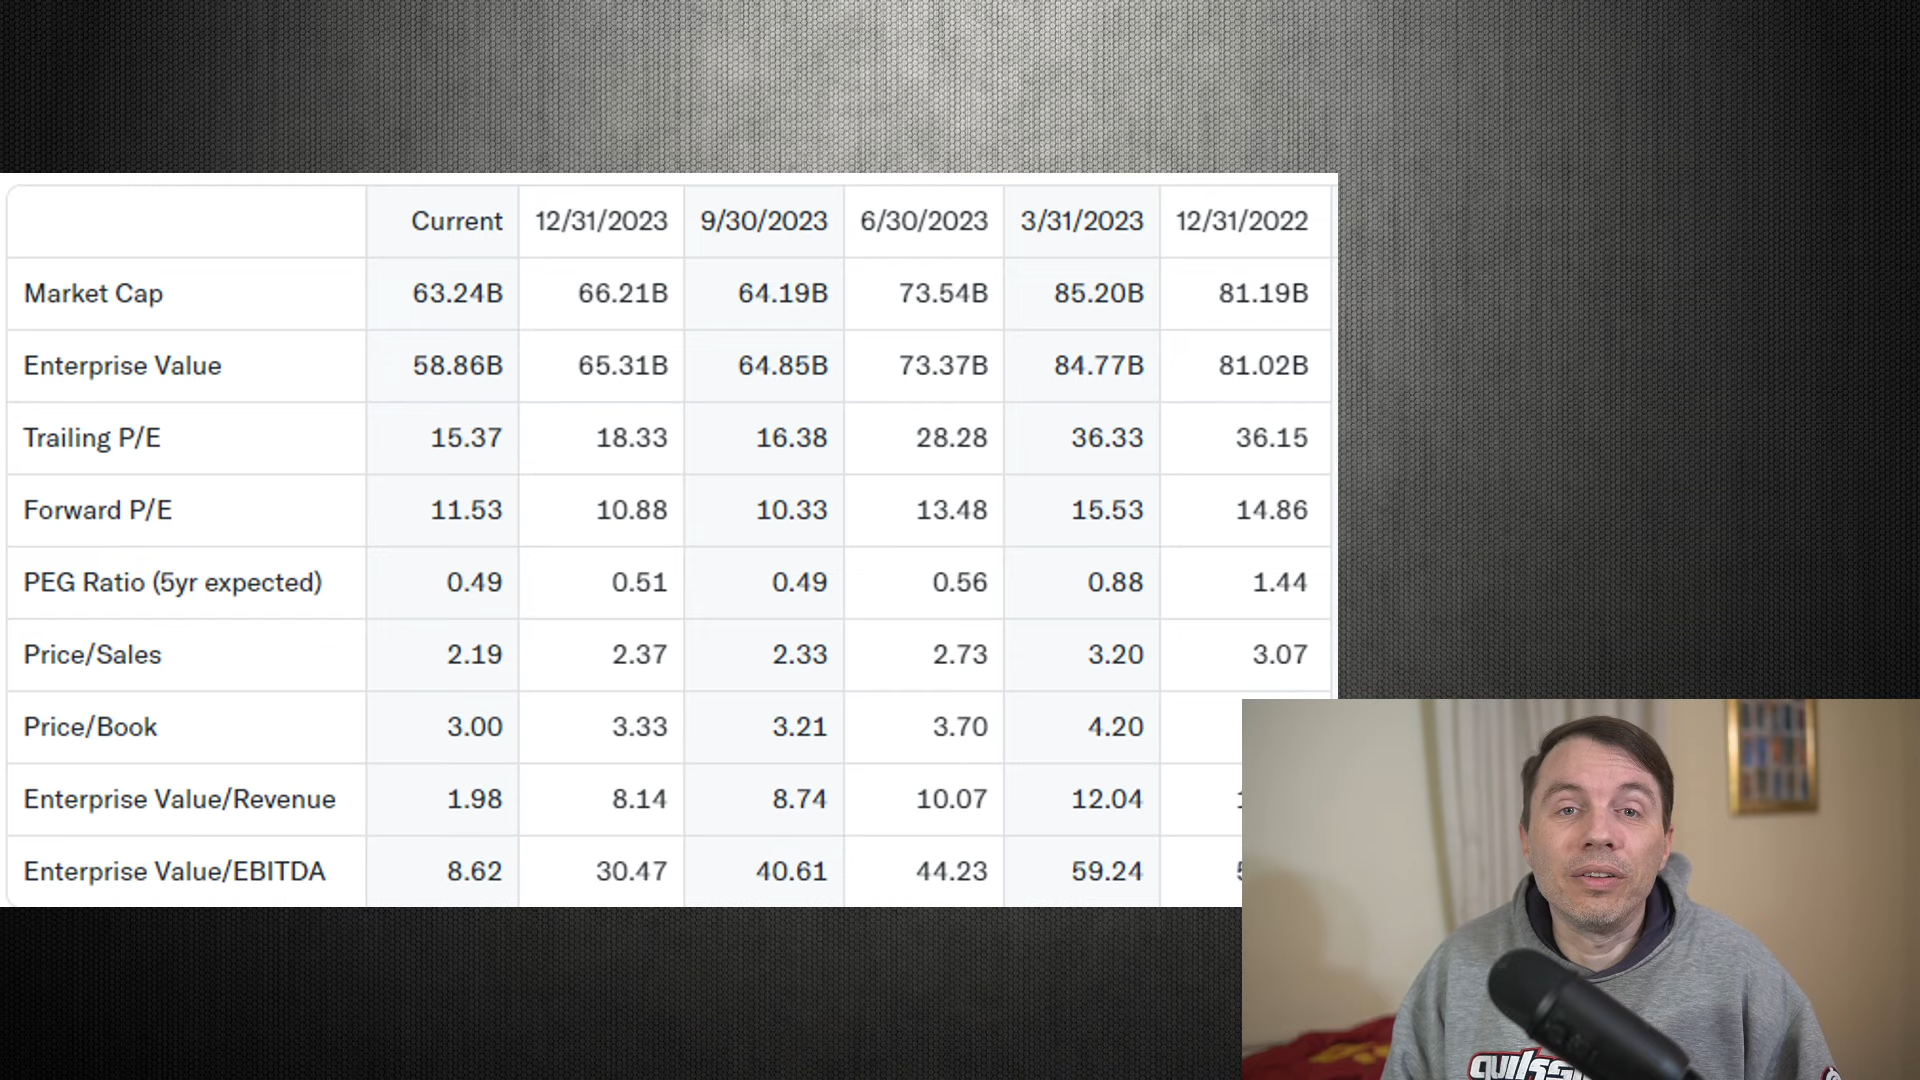 Current 12/31/2023 9/30/2023 6/30/2023 3/31/2023 12/31/2022
Market Cap 63.24B 66.21B 64.19B 73.54B 85.20B 81.19B
Enterprise Value 58.86B 65.31B 64.85B 73.37B 84.77B 81.02B
Trailing P/E 15.37 18.33 16.38 28.28 36.33 36.15
Forward P/E 11.53 10.88 10.33 13.48 15.53 14.86
PEG Ratio (5yr expected) 0.49 0.51 0.49 0.56 0.88 1.44
Price/Sales 2.19 2.37 2.33 2.73 3.20 3.07
Price/Book 3.00 3.33 3.21 3.70 4.20
Enterprise Value/Revenue 1.98 8.14 8.74 10.07 12.04
Enterprise Value/EBITDA 8.62 30.47 40.61 44.23 59.24